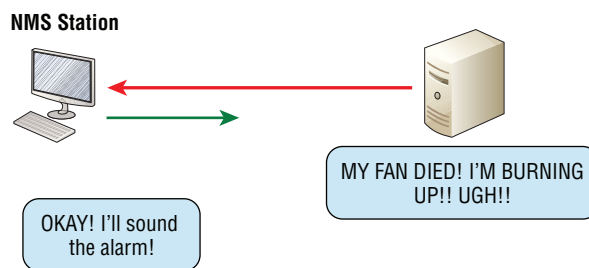 NMS Station
MY FAN DIED! I’M BURNING
UP!! UGH!!
OKAY! I’ll sound
the alarm!